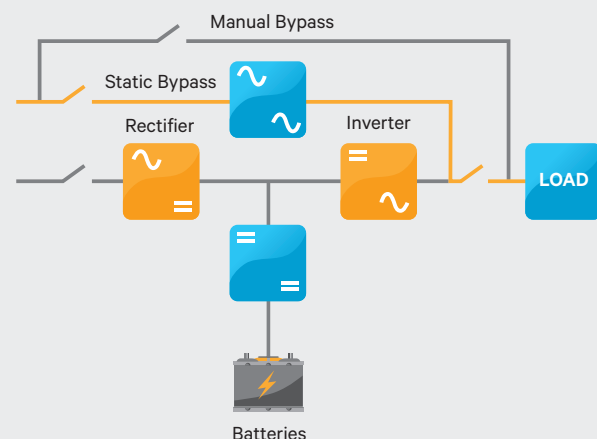 Manual Bypass
Static Bypass
Rectifier
Inverter
LOAD
Batteries